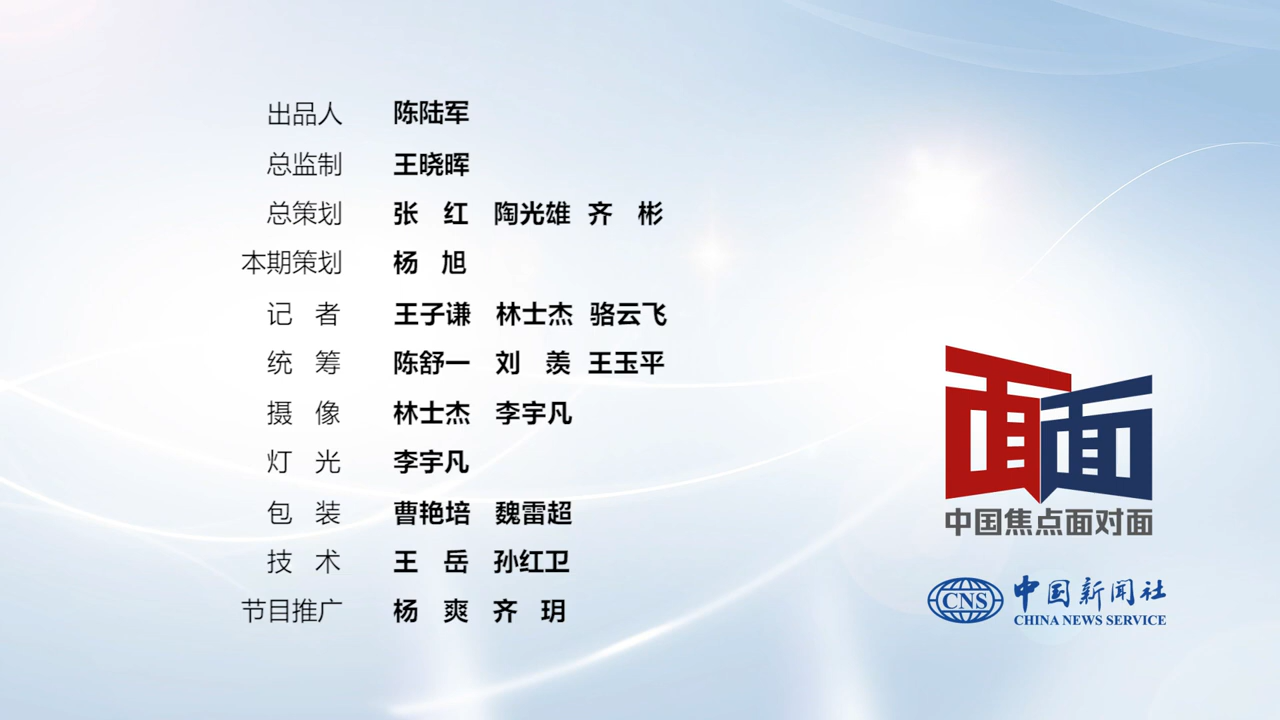 出品人 陈陆军
总监制 王晓晖
总策划 张 红 陶光雄 齐 彬
本期策划 杨 旭
记 者 王子谦 林士杰 骆云飞
统 筹 陈舒一 刘 羡 王玉平
摄 像 林士杰 李宇凡
灯 光 李宇凡
包 装 曹艳培 魏雷超
技 术 王 岳 孙红卫
节目推广 杨 爽 齐 玥
面面
中国焦点面对面
CNS 中国新闻社
CHINA NEWS SERVICE